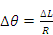 Δθ = ΔL/R